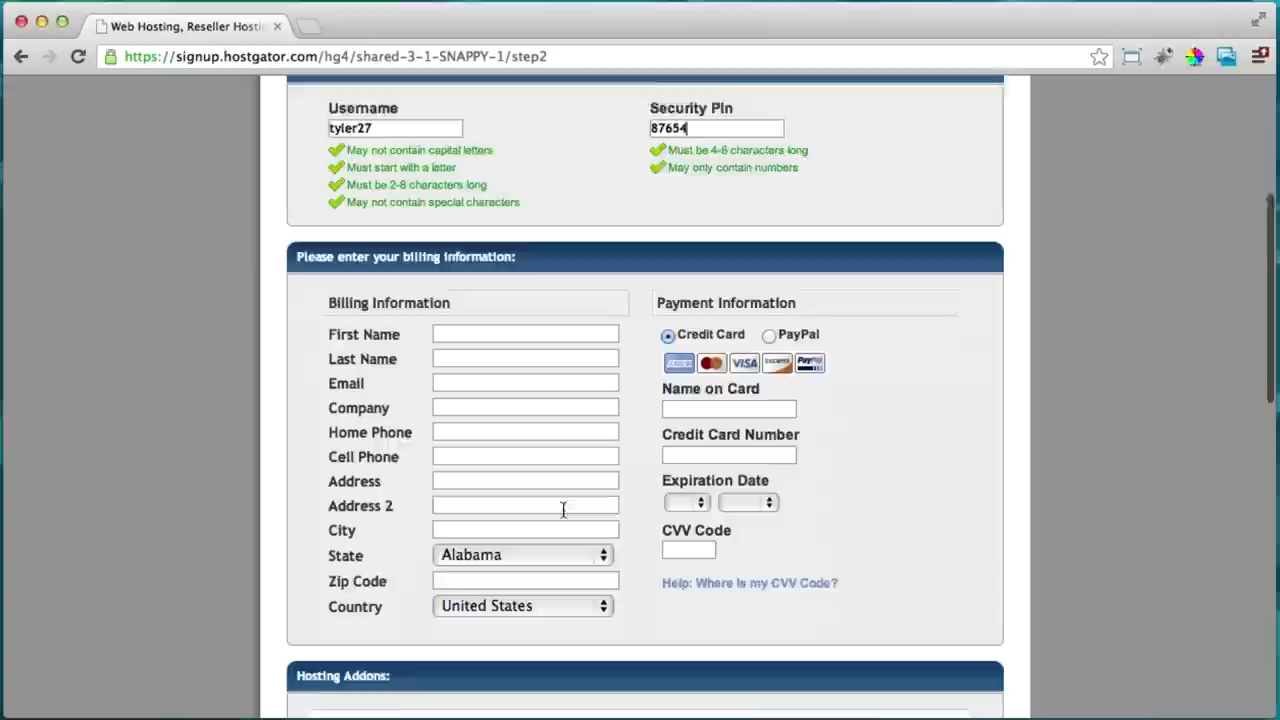 Web Hosting, Reseller Hosti
https://signup.hostgator.com/hg4/shared-3-1-SNAPPY-1/step2
Username
Security Pin
tyler27
87654
May not contain capital letters
Must be 4-8 characters long
Must start with a letter
May only contain numbers
Must be 2-8 characters long
May not contain special characters
Please enter your billing information:
Billing Information
Payment Information
First Name
Credit Card
PayPal
Last Name
VISA
PayPal
Email
Name on Card
Company
Home Phone
Credit Card Number
Cell Phone
Address
Expiration Date
Address 2
City
CVV Code
State
Alabama
Zip Code
Help: Where is my CVV Code?
Country
United States
Hosting Addons: